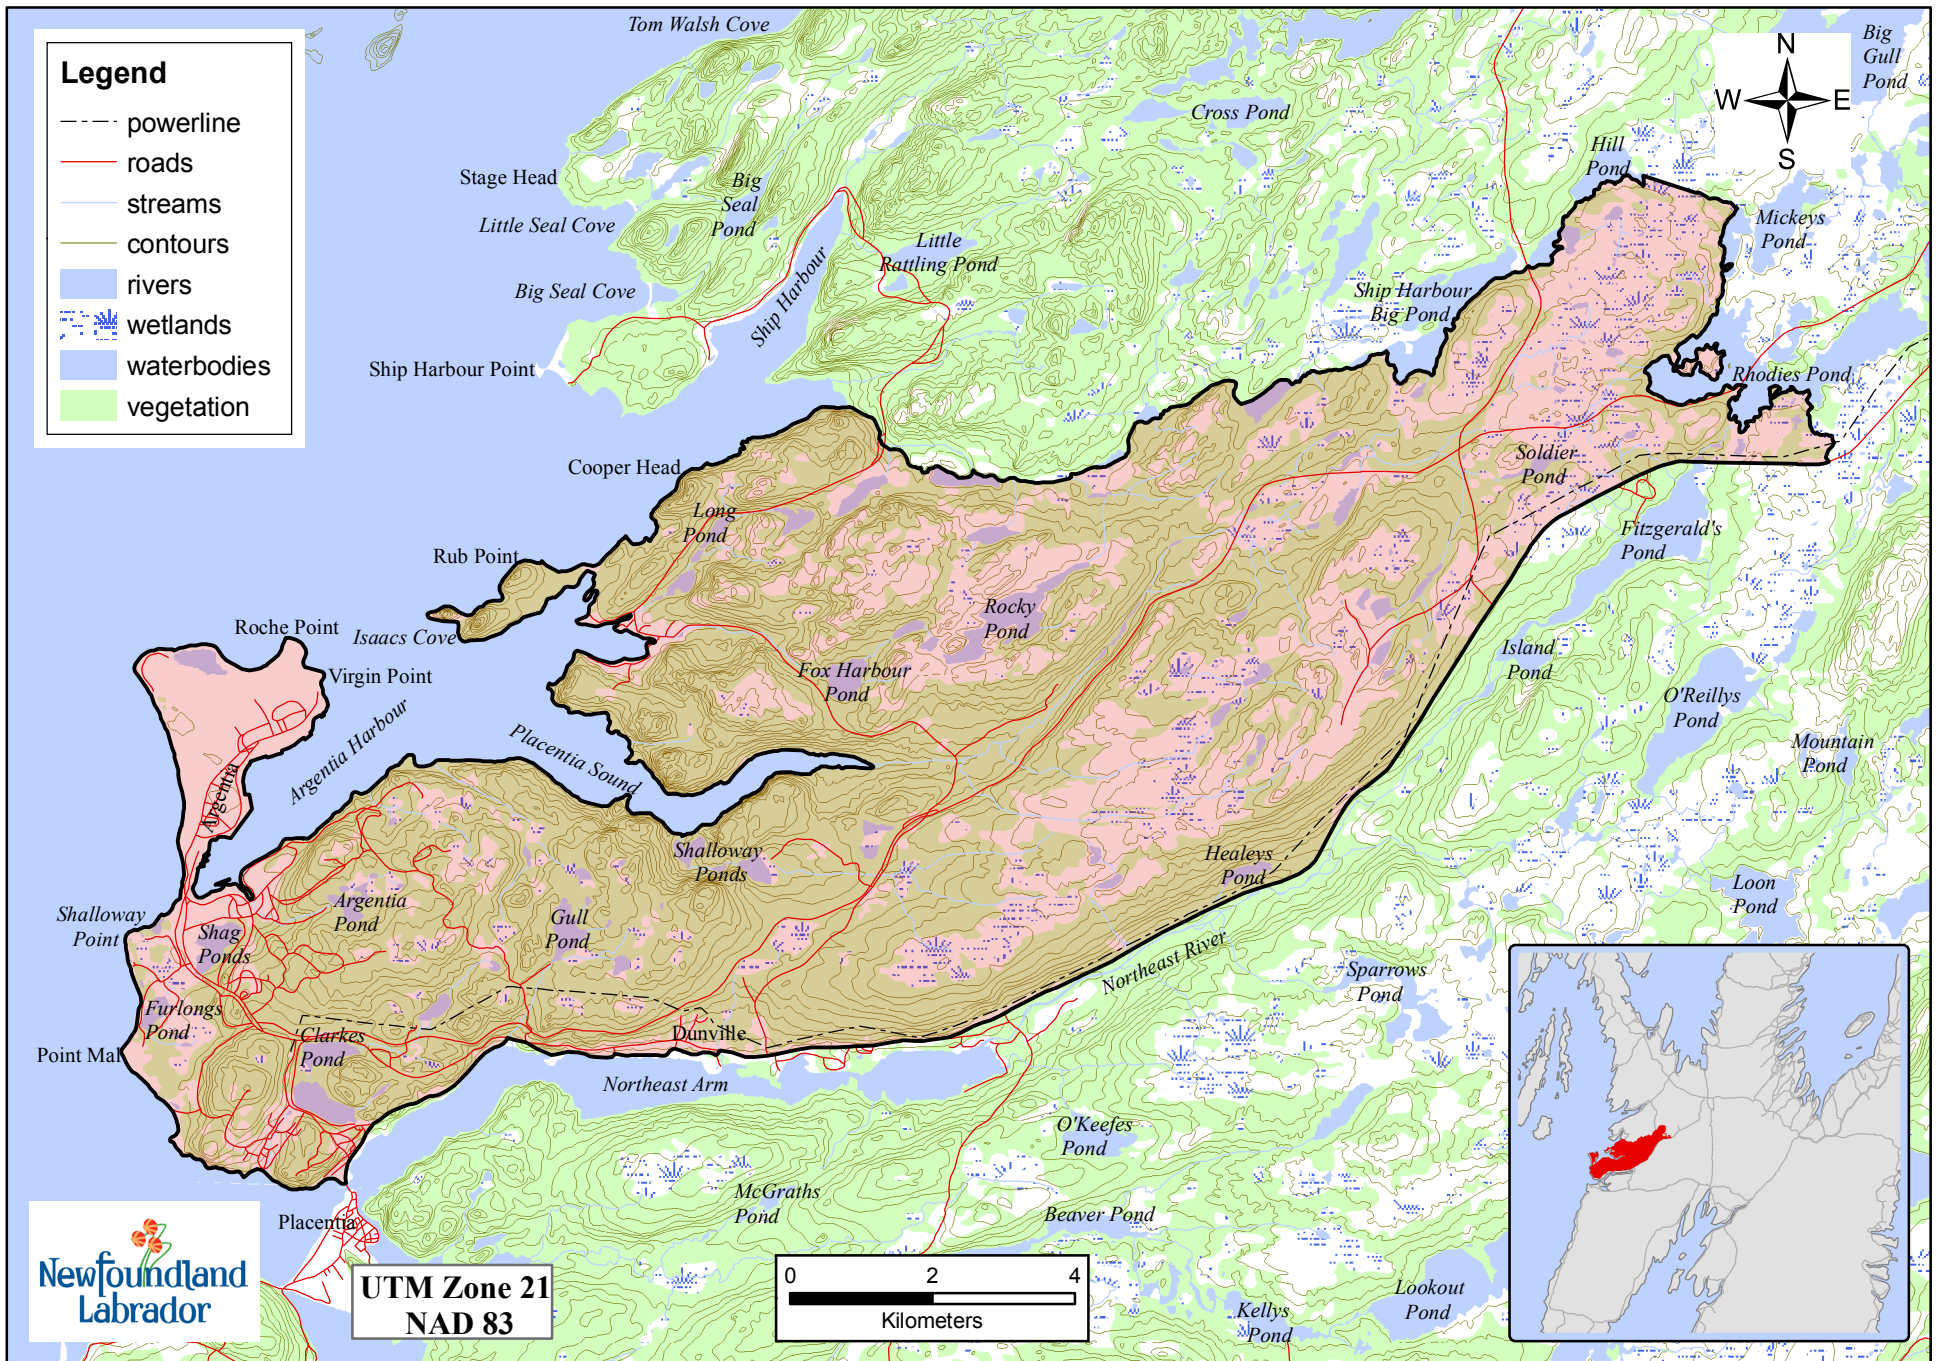 Tom Walsh Cove
Big
Gull
Pond
Legend
powerline
roads
streams
contours
rivers
wetlands
waterbodies
vegetation
N
W E
S
Cross Pond
Hill
Pond
Stage Head
Big
Seal
Pond
Little Seal Cove
Mickeys
Pond
Little
Rattling Pond
Ship Harbour
Big Seal Cove
Ship Harbour
Big Pond
Ship Harbour Point
Rhodies Pond
Cooper Head
Soldier
Pond
Long
Pond
Fitzgerald's
Pond
Rub Point
Rocky
Pond
Roche Point
Isaacs Cove
Island
Pond
Virgin Point
Fox Harbour
Pond
O'Reillys
Pond
Argentia Harbour
Placentia Sound
Mountain
Pond
Argentia
Shalloway
Ponds
Healeys
Pond
Loon
Pond
Argentia
Pond
Shalloway
Point
Gull
Pond
Shag
Ponds
Northeast River
Sparrows
Pond
Furlongs
Pond
Clarkes
Pond
Dunville
Point Mal
Northeast Arm
O'Keefes
Pond
McGraths
Pond
Beaver Pond
Placentia
Newfoundland
Labrador
UTM Zone 21
NAD 83
0 2 4
Kilometers
Kellys
Pond
Lookout
Pond